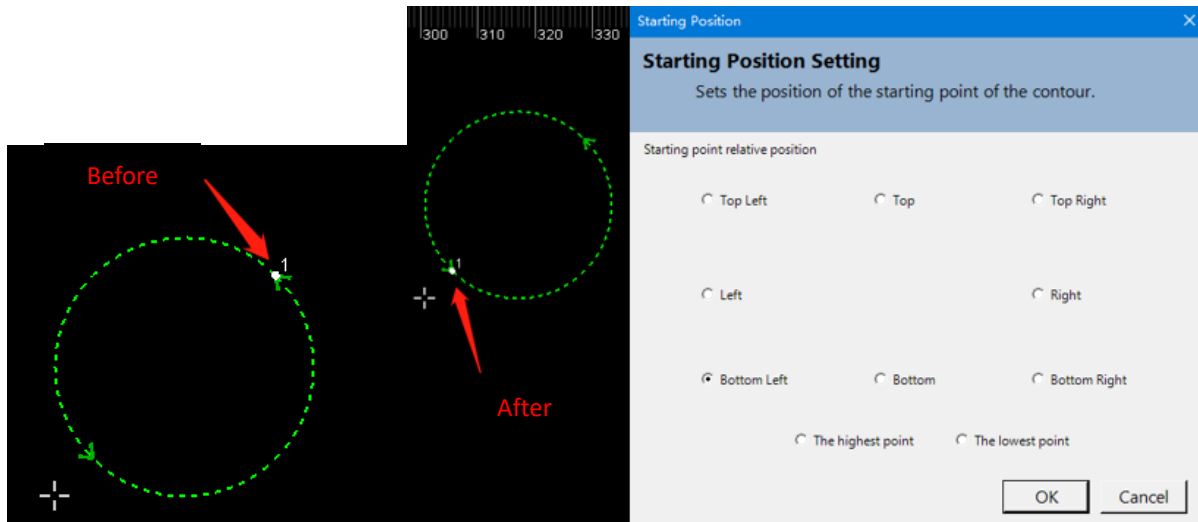 300 310 320 330
Before
1
1
After
Starting Position
Starting Position Setting
Sets the position of the starting point of the contour.
Starting point relative position
Top Left Top Top Right
Left Right
Bottom Left Bottom Bottom Right
The highest point The lowest point
OK Cancel